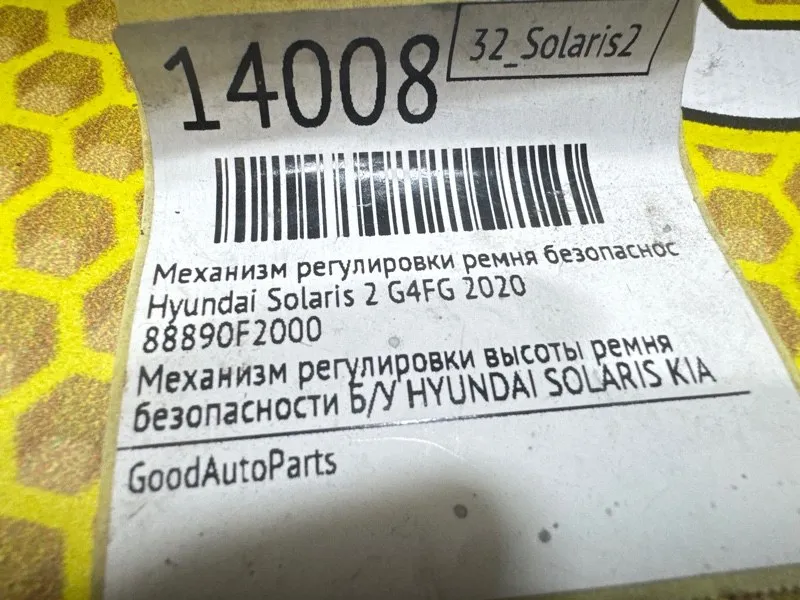 14008
32_Solaris2
Механизм регулировки ремня безопаснос
Hyundai Solaris 2 G4FG 2020
88890F2000
Механизм регулировки высоты ремня
безопасности Б/У HYUNDAI SOLARIS KIA
GoodAutoParts